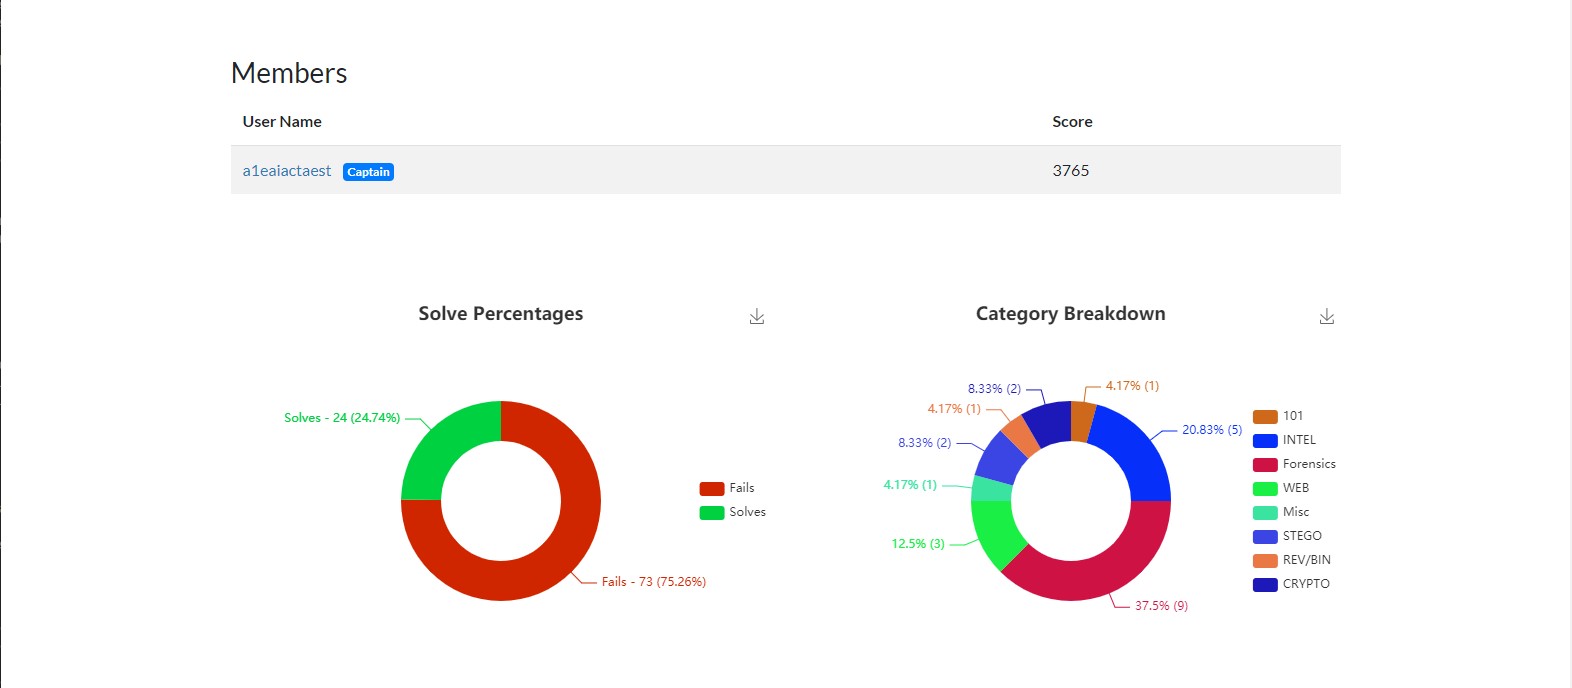 Members
User Name Score
a1eaiactaest Captain 3765
Solve Percentages
Solves - 24 (24.74%)
Fails - 73 (75.26%)
Fails
Solves
Category Breakdown
8.33% (2)
4.17% (1)
4.17% (1)
20.83% (5)
8.33% (2)
4.17% (1)
12.5% (3)
37.5% (9)
101
INTEL
Forensics
WEB
Misc
STEGO
REV/BIN
CRYPTO